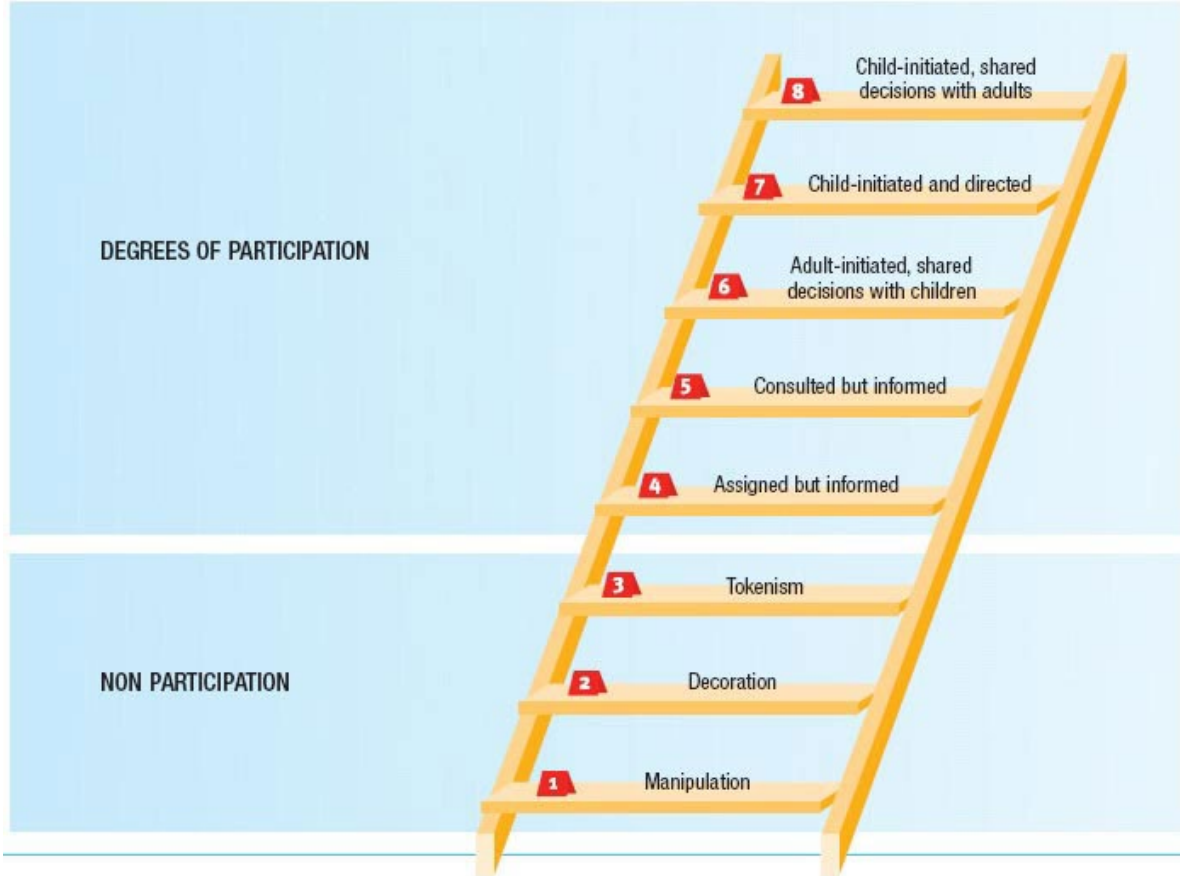 8 Child-initiated, shared
decisions with adults
7 Child-initiated and directed
DEGREES OF PARTICIPATION
6 Adult-initiated, shared
decisions with children
5 Consulted but informed
4 Assigned but informed
3 Tokenism
NON PARTICIPATION
2 Decoration
1 Manipulation